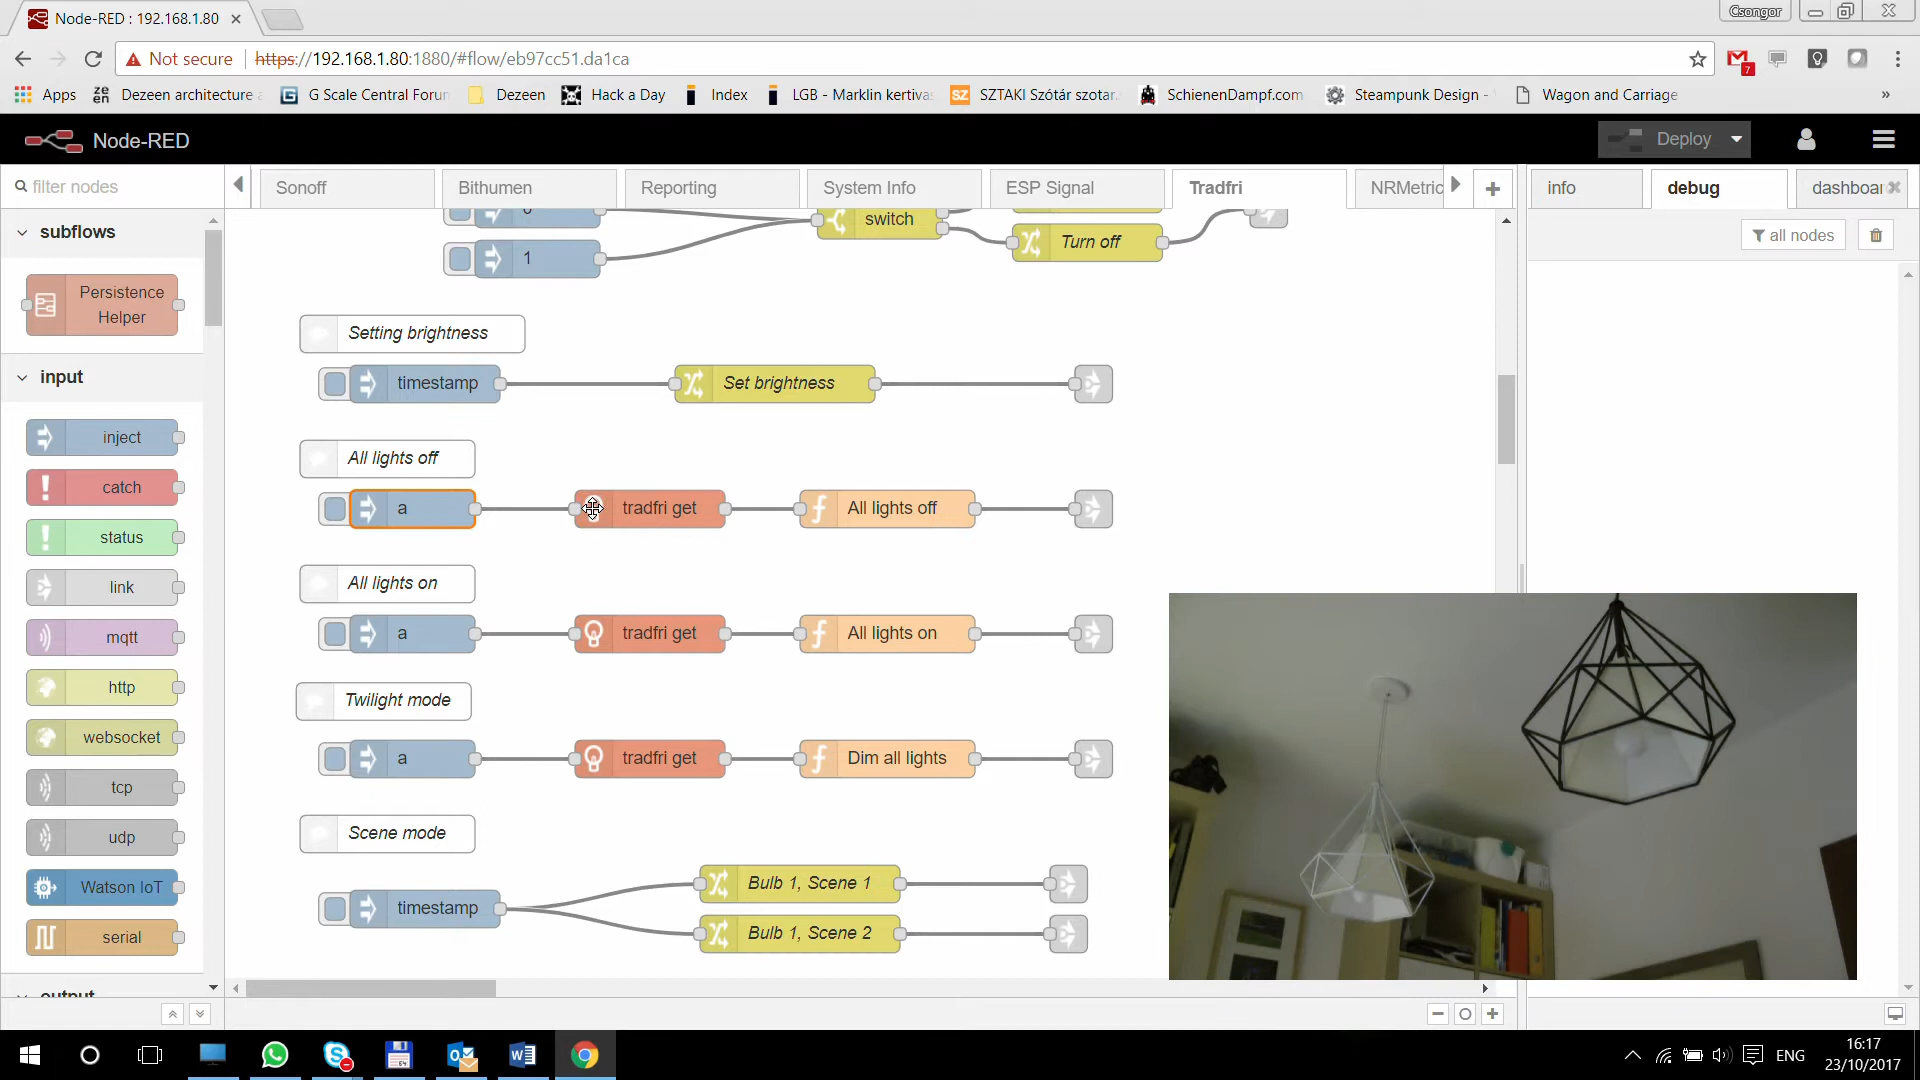 Node-RED : 192.168.1.80
Csongor
Not secure
https://192.168.1.80:1880/#flow/eb97cc51.da1ca
7
Apps
zeen
Dezeen architecture
G Scale Central Forun
Dezeen
Hack a Day
Index
LGB - Marklin kertivas
SZ
SZTAKI Szótár szotar.
SchienenDampf.com
Steampunk Design -
Wagon and Carriage
»
Node-RED
Deploy
filter nodes
Sonoff
Bithumen
Reporting
System Info
ESP Signal
Tradfri
NRMetric
info
debug
dashboar
all nodes
subflows
Persistence
Helper
input
inject
catch
status
link
mqtt
http
websocket
tcp
udp
Watson IoT
serial
output
0
1
switch
Turn off
Setting brightness
timestamp
Set brightness
All lights off
a
tradfri get
All lights off
All lights on
a
tradfri get
All lights on
Twilight mode
a
tradfri get
Dim all lights
Scene mode
timestamp
Bulb 1, Scene 1
Bulb 1, Scene 2
ENG
16:17
23/10/2017